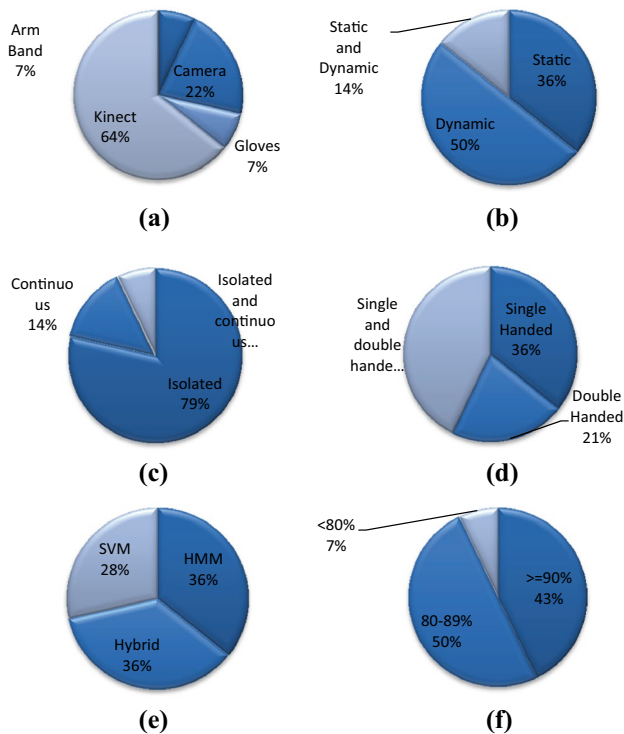 Arm
Band
7%
Camera
22%
Kinect
64%
Gloves
7%
(a)
Static
and
Dynamic
14%
Static
36%
Dynamic
50%
(b)
Continuo
us
14%
Isolated
and
continuo
us...
Isolated
79%
(c)
Single
and
double
hande...
Single
Handed
36%
Double
Handed
21%
(d)
SVM
28%
HMM
36%
Hybrid
36%
(e)
<80%
7%
>=90%
43%
80-89%
50%
(f)